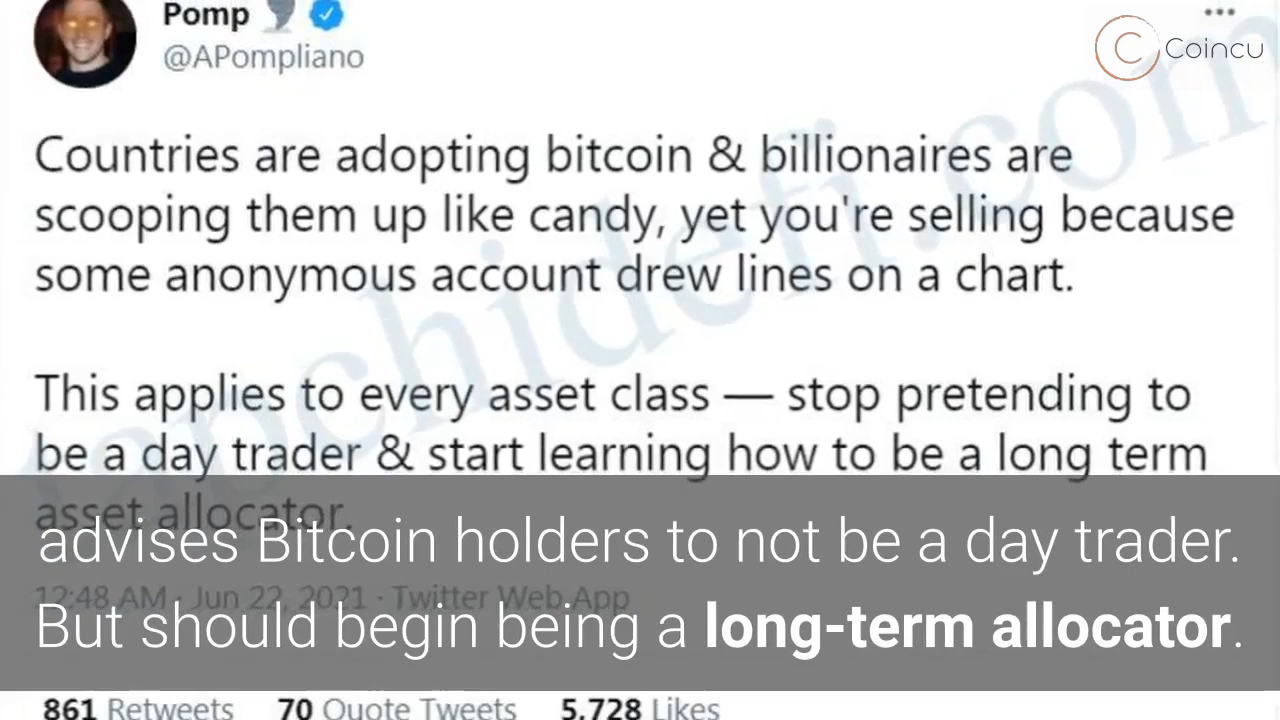 Pomp
@APompliano
Coincu
Countries are adopting bitcoin & billionaires are
scooping them up like candy, yet you're selling because
some anonymous account drew lines on a chart.
This applies to every asset class — stop pretending to
be a day trader & start learning how to be a long term
asset allocator.
advises Bitcoin holders to not be a day trader.
12:48 AM · Jun 22, 2021 · Twitter Web App
But should begin being a long-term allocator.
861 Retweets 70 Quote Tweets 5,728 Likes